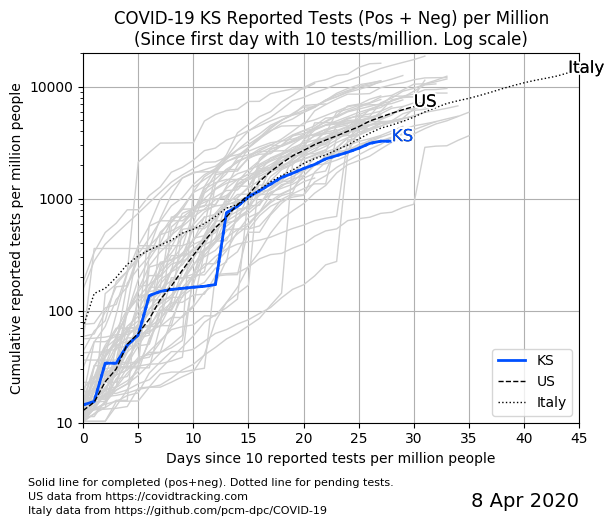 COVID-19 KS Reported Tests (Pos + Neg) per Million
(Since first day with 10 tests/million. Log scale)
Cumulative reported tests per million people
10000
1000
100
10
Italy
US
KS
KS
US
Italy
0 5 10 15 20 25 30 35 40 45
Days since 10 reported tests per million people
Solid line for completed (pos+neg). Dotted line for pending tests.
US data from https://covidtracking.com
Italy data from https://github.com/pcm-dpc/COVID-19
8 Apr 2020